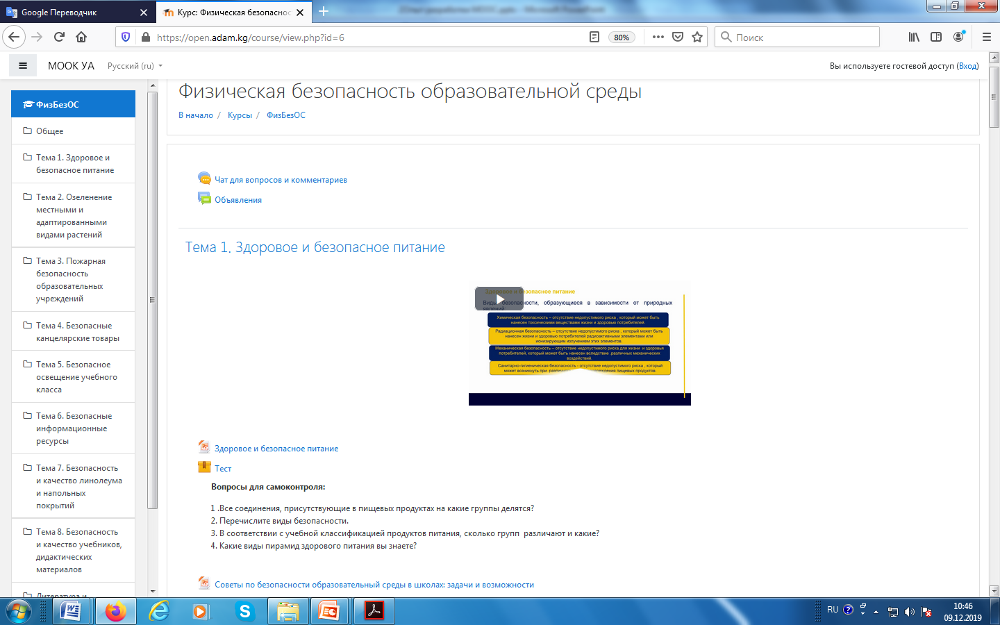 Google Переводчик
Курс: Физическая безопаснос
https://open.adam.kg/course/view.php?id=6
80%
Поиск
МООК УА
Русский (ru)
Вы используете гостевой доступ (Вход)
ФизБезОС
Общее
Тема 1. Здоровое и
безопасное питание
Тема 2. Озеленение
местными и
адаптированными
видами растений
Тема 3. Пожарная
безопасность
образовательных
учреждений
Тема 4. Безопасные
канцелярские товары
Тема 5. Безопасное
освещение учебного
класса
Тема 6. Безопасные
информационные
ресурсы
Тема 7. Безопасность
и качество линолеума
и напольных
покрытий
Тема 8. Безопасность
и качество учебников,
дидактических
материалов
Литература и
Физическая безопасность образовательной среды
В начало / Курсы / ФизБезОС
Чат для вопросов и комментариев
Объявления
Тема 1. Здоровое и безопасное питание
Здоровое и безопасное питание
Виды безопасности, образующиеся в зависимости от природных
явлений:
Химическая безопасность – отсутствие недопустимого риска , который может быть
нанесен токсическими веществами жизни и здоровью потребителей.
Радиационная безопасность – отсутствие недопустимого риска , который может быть
нанесен жизни и здоровью потребителей радиоактивными элементами или
ионизирующим излучением этих элементов.
Механическая безопасность – отсутствие недопустимого риска для жизни и здоровья
потребителей, который может быть нанесен вследствие .различных механических
воздействий.
Санитарно-гигиеническая безопасность - отсутствие недопустимого риска , который
может возникнуть при пищевых продуктов.
Здоровое и безопасное питание
Тест
Вопросы для самоконтроля:
1 .Все соединения, присутствующие в пищевых продуктах на какие группы делятся?
2. Перечислите виды безопасности.
3. В соответствии с учебной классификацией продуктов питания, сколько групп различают и какие?
4. Какие виды пирамид здорового питания вы знаете?
Советы по безопасности образовательный среды в школах: задачи и возможности
RU
10:46
09.12.2019